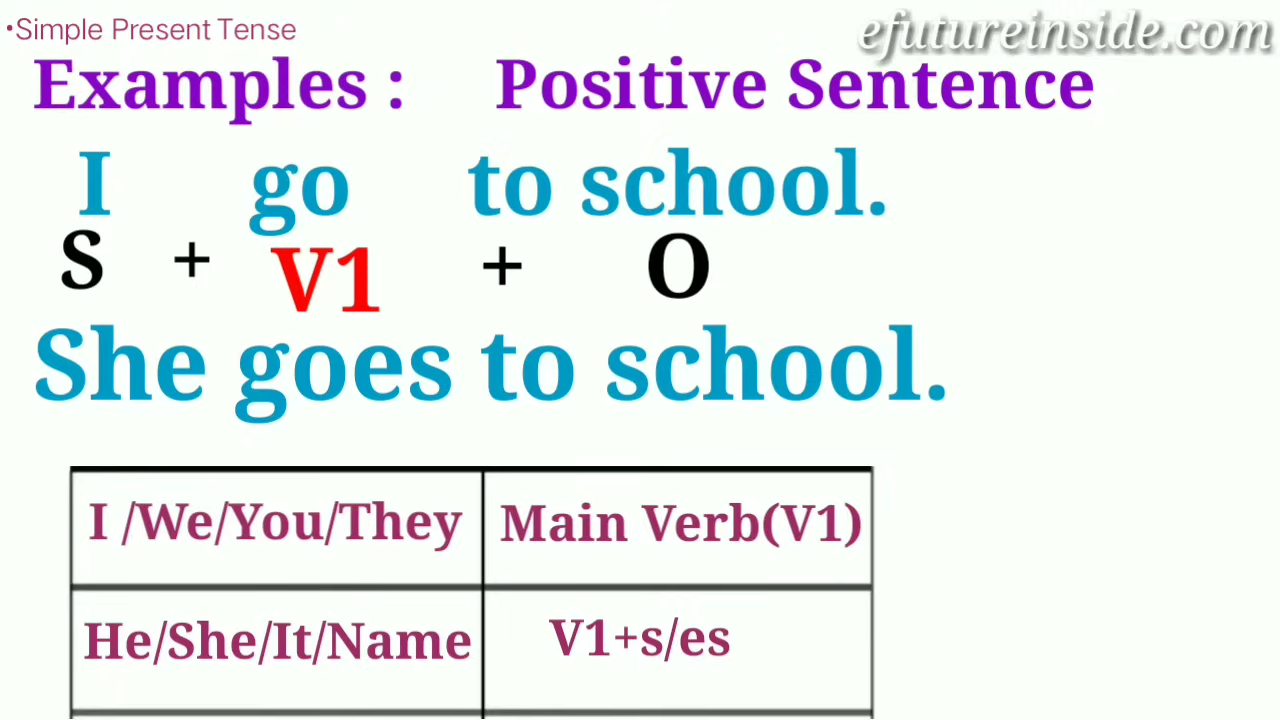 •Simple Present Tense
efutureinside.com
Examples : Positive Sentence
I go to school.
S + V1 + O
She goes to school.
I /We/You/They Main Verb(V1)
He/She/It/Name V1+s/es